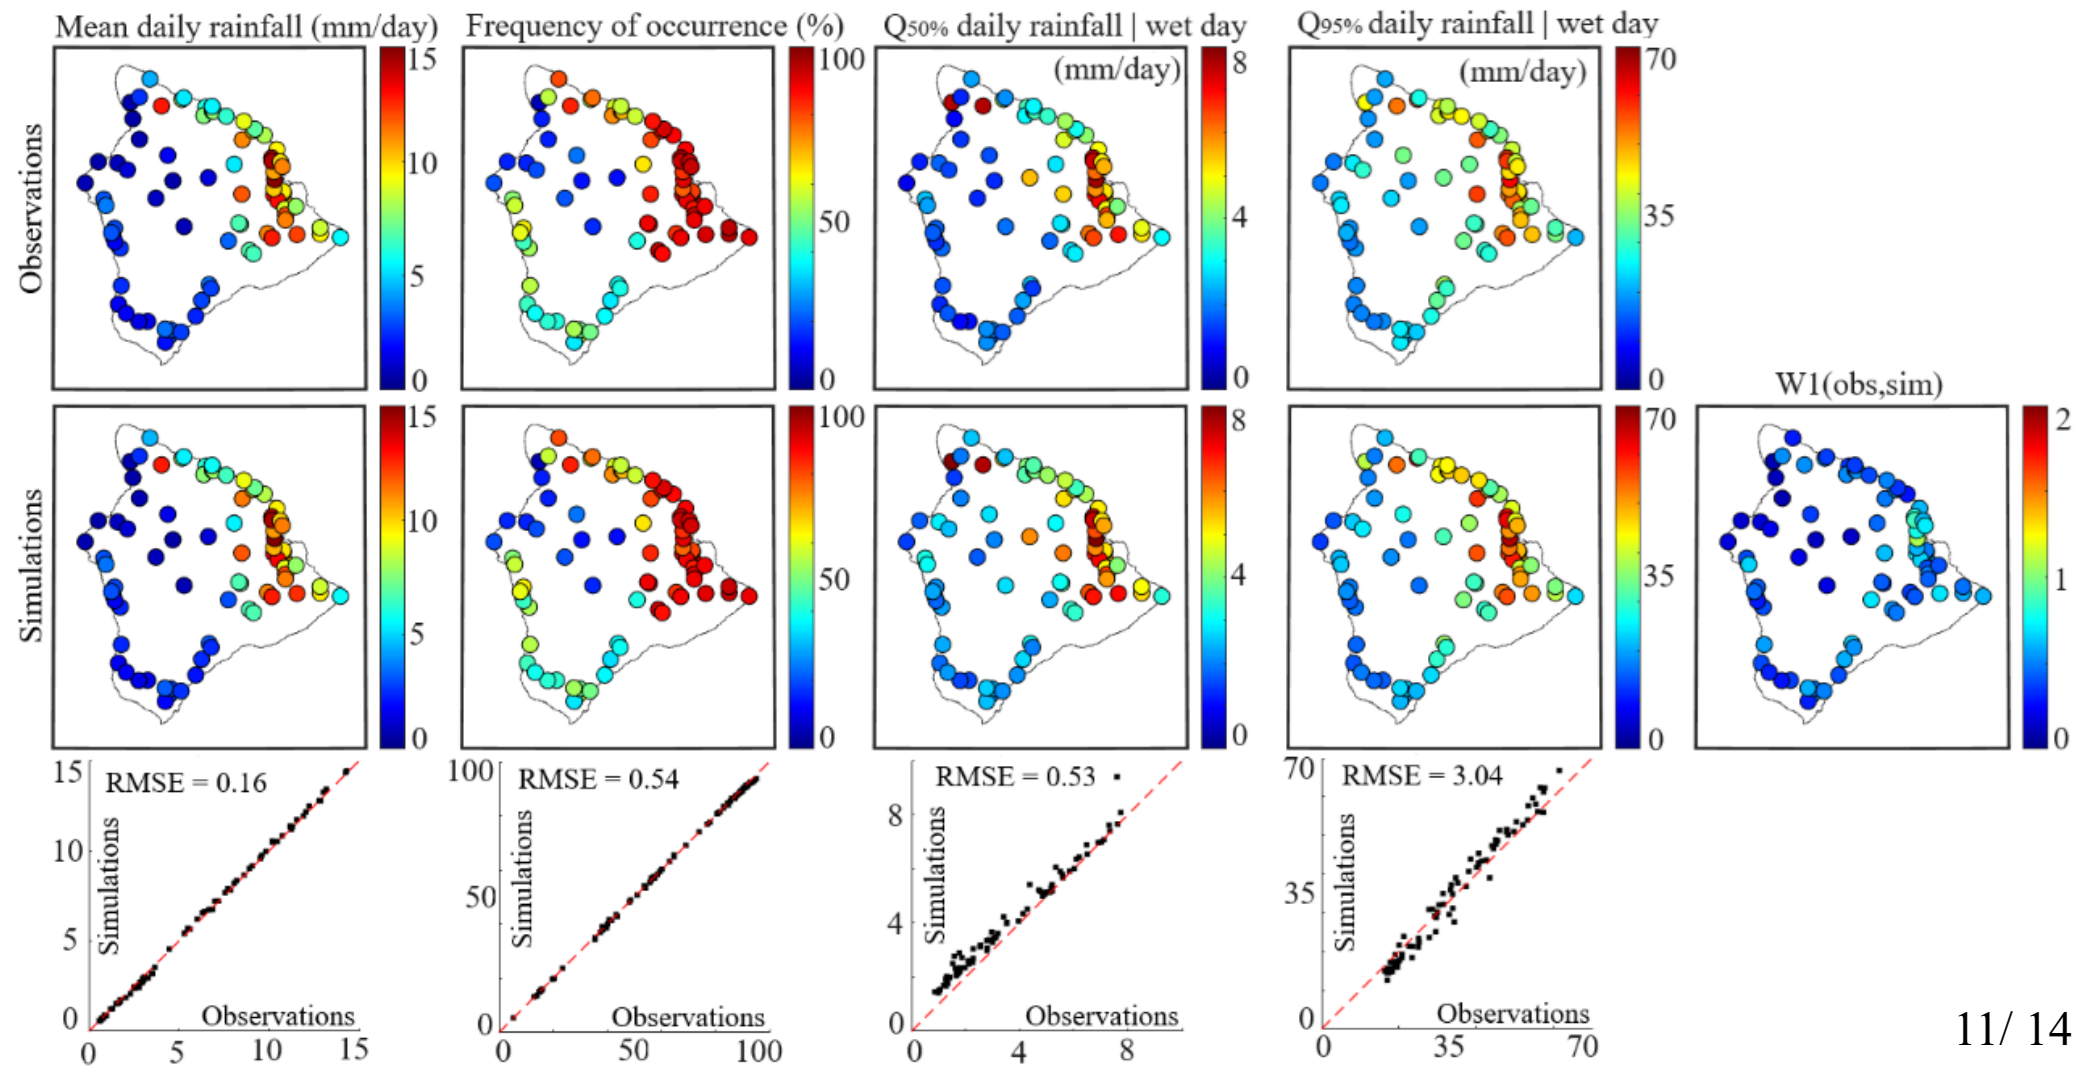 Mean daily rainfall (mm/day)
Frequency of occurrence (%)
Q50% daily rainfall | wet day
(mm/day)
Q95% daily rainfall | wet day
(mm/day)
Observations
15
10
5
0
100
50
0
8
4
0
70
35
0
W1(obs,sim)
Simulations
15
10
5
0
100
50
0
8
4
0
70
35
0
2
1
0
RMSE = 0.16
Simulations
Observations
15
10
5
0
0 5 10 15
RMSE = 0.54
Simulations
Observations
100
50
0
0 50 100
RMSE = 0.53
Simulations
Observations
8
4
0
0 4 8
RMSE = 3.04
Simulations
Observations
70
35
0
0 35 70
11/ 14